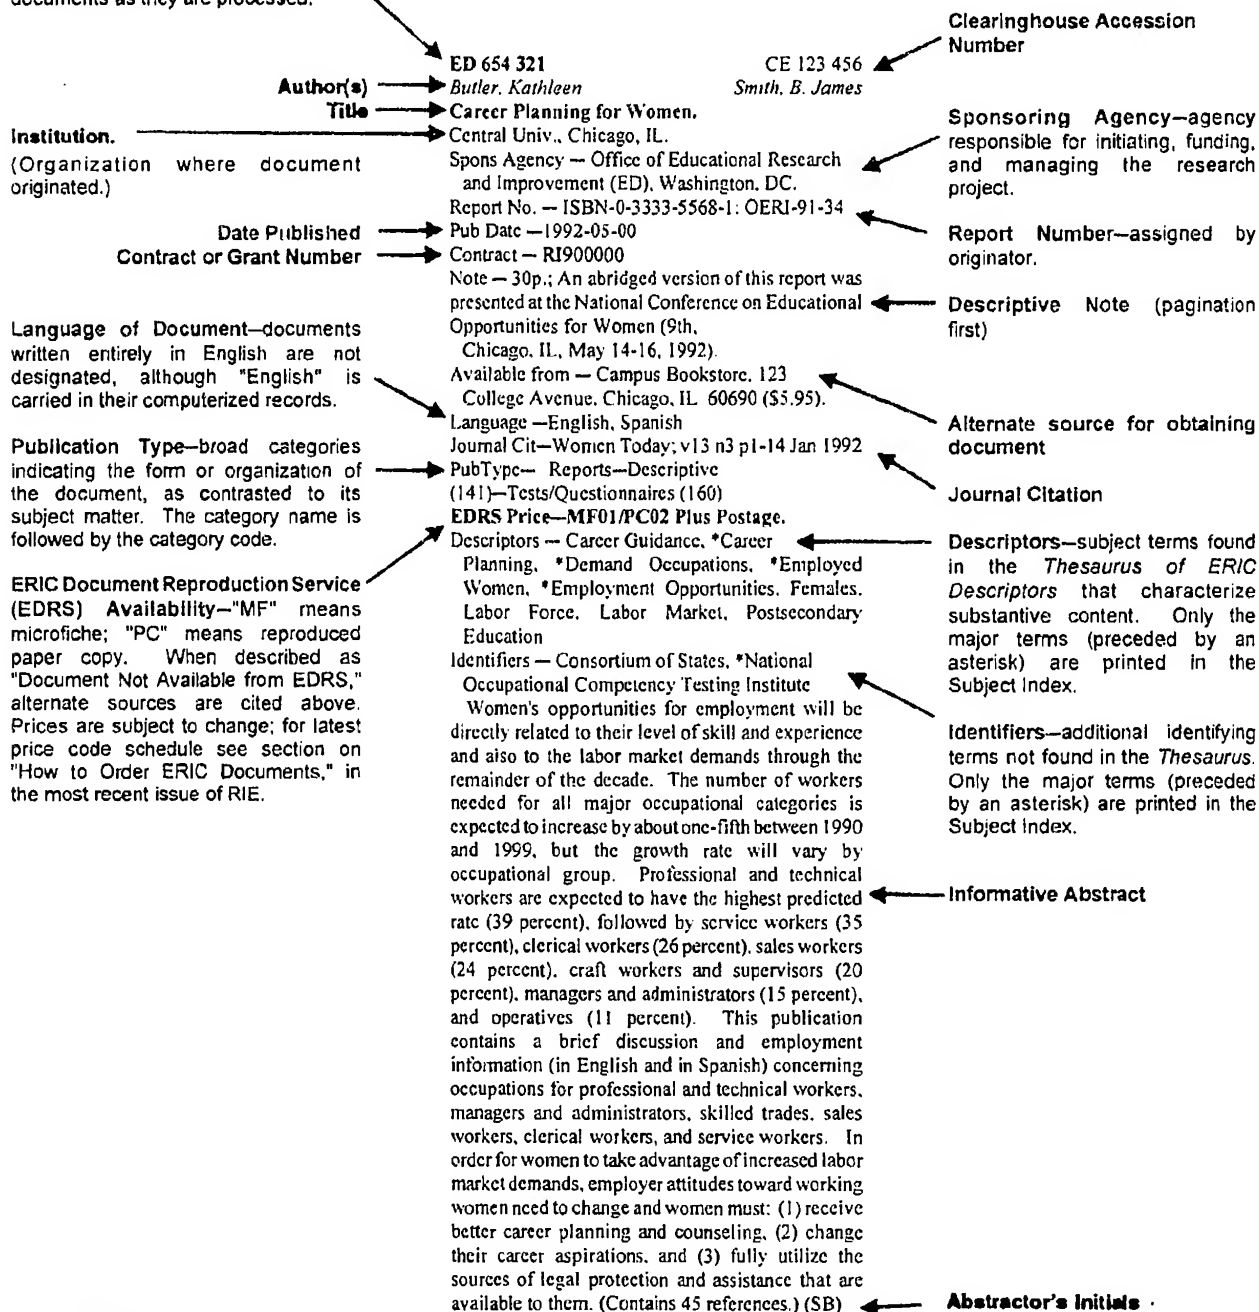 documents as they are processed.
Clearinghouse Accession
Number
ED 654 321 CE 123 456
Author(s) Butler, Kathleen Smith, B. James
Title Career Planning for Women.
Institution. Central Univ., Chicago, IL.
(Organization where document
originated.)
Spons Agency — Office of Educational Research
and Improvement (ED), Washington, DC.
Sponsoring Agency—agency
responsible for initiating, funding,
and managing the research
project.
Report No. — ISBN-0-3333-5568-1: OERI-91-34
Report Number—assigned by
originator.
Date Published Pub Date —1992-05-00
Contract or Grant Number Contract — RI900000
Note — 30p.; An abridged version of this report was
presented at the National Conference on Educational
Opportunities for Women (9th,
Chicago, IL, May 14-16, 1992).
Descriptive Note (pagination
first)
Available from — Campus Bookstore, 123
College Avenue, Chicago, IL 60690 ($5.95).
Alternate source for obtaining
document
Language of Document—documents
written entirely in English are not
designated, although "English" is
carried in their computerized records.
Language —English, Spanish
Journal Cit—Women Today; v13 n3 p1-14 Jan 1992
Journal Citation
Publication Type—broad categories
indicating the form or organization of
the document, as contrasted to its
subject matter. The category name is
followed by the category code.
PubType— Reports—Descriptive
(141)—Tests/Questionnaires (160)
EDRS Price—MF01/PC02 Plus Postage.
ERIC Document Reproduction Service
(EDRS) Availability—"MF" means
microfiche; "PC" means reproduced
paper copy. When described as
"Document Not Available from EDRS,"
alternate sources are cited above.
Prices are subject to change; for latest
price code schedule see section on
"How to Order ERIC Documents," in
the most recent issue of RIE.
Descriptors — Career Guidance, *Career
Planning, *Demand Occupations, *Employed
Women, *Employment Opportunities, Females,
Labor Force, Labor Market, Postsecondary
Education
Descriptors—subject terms found
in the Thesaurus of ERIC
Descriptors that characterize
substantive content. Only the
major terms (preceded by an
asterisk) are printed in the
Subject Index.
Identifiers — Consortium of States, *National
Occupational Competency Testing Institute
Identifiers—additional identifying
terms not found in the Thesaurus.
Only the major terms (preceded
by an asterisk) are printed in the
Subject Index.
Women's opportunities for employment will be
directly related to their level of skill and experience
and also to the labor market demands through the
remainder of the decade. The number of workers
needed for all major occupational categories is
expected to increase by about one-fifth between 1990
and 1999, but the growth rate will vary by
occupational group. Professional and technical
workers are expected to have the highest predicted
rate (39 percent), followed by service workers (35
percent), clerical workers (26 percent), sales workers
(24 percent), craft workers and supervisors (20
percent), managers and administrators (15 percent),
and operatives (11 percent). This publication
contains a brief discussion and employment
information (in English and in Spanish) concerning
occupations for professional and technical workers,
managers and administrators, skilled trades, sales
workers, clerical workers, and service workers. In
order for women to take advantage of increased labor
market demands, employer attitudes toward working
women need to change and women must: (1) receive
better career planning and counseling, (2) change
their career aspirations, and (3) fully utilize the
sources of legal protection and assistance that are
available to them. (Contains 45 references.) (SB)
Informative Abstract
Abstractor's Initials